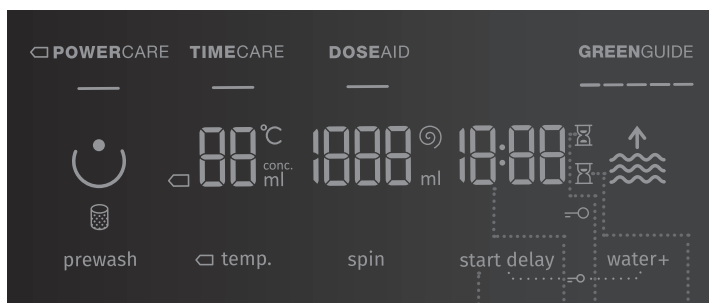 POWERCARE TIMECARE DOSEAID GREENGUIDE
88 °C 1888 18:88
conc.
ml ml
prewash temp. spin start delay water+